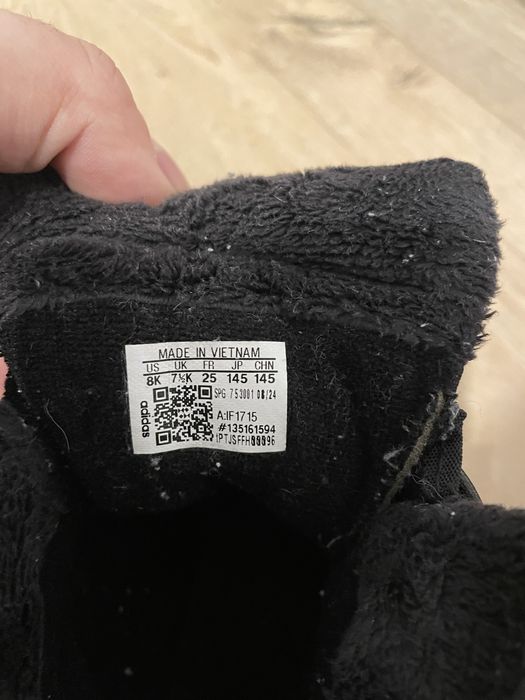 MADE IN VIETNAM
US UK FR JP CHN
8K 7½K 25 145 145
SPG 753001 08/24
A:IF1715
#135161594
adidas